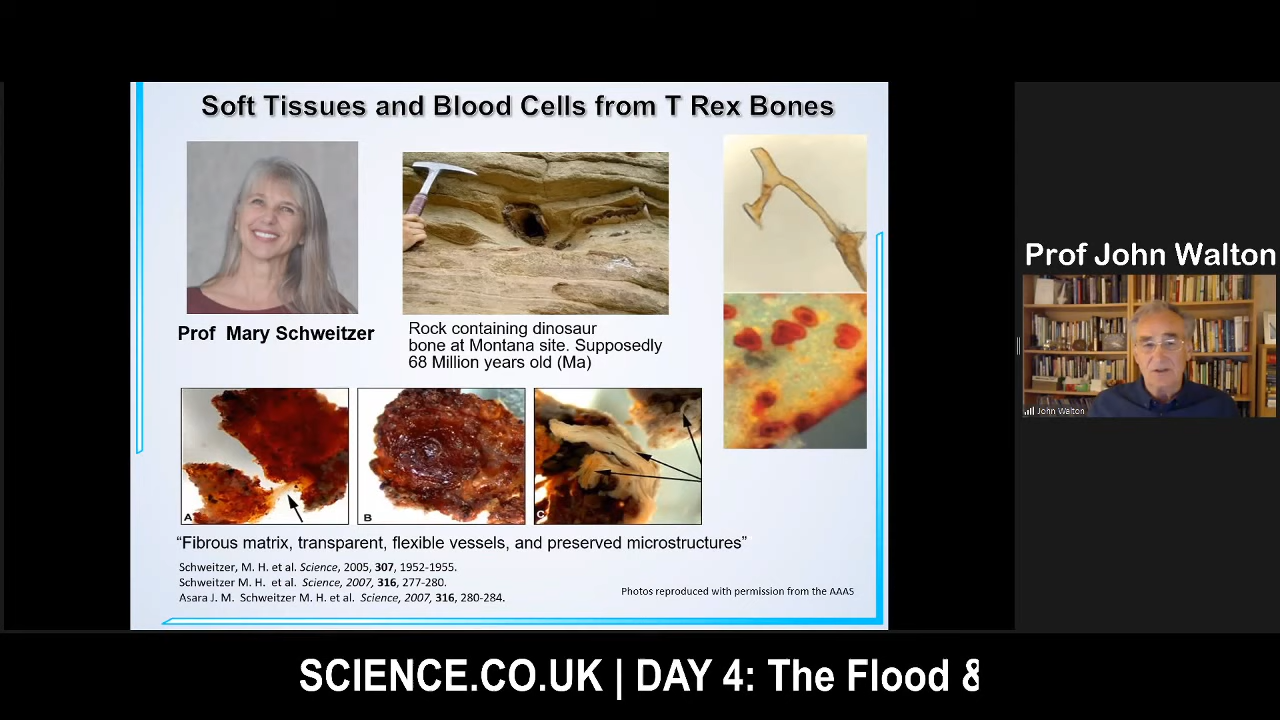 Soft Tissues and Blood Cells from T Rex Bones
Prof Mary Schweitzer
Rock containing dinosaur
bone at Montana site. Supposedly
68 Million years old (Ma)
A
B
C
“Fibrous matrix, transparent, flexible vessels, and preserved microstructures”
Schweitzer, M. H. et al. Science, 2005, 307, 1952-1955.
Schweitzer M. H. et al. Science, 2007, 316, 277-280.
Asara J. M. Schweitzer M. H. et al. Science, 2007, 316, 280-284.
Photos reproduced with permission from the AAAS
Prof John Walton
John Walton
SCIENCE.CO.UK | DAY 4: The Flood &